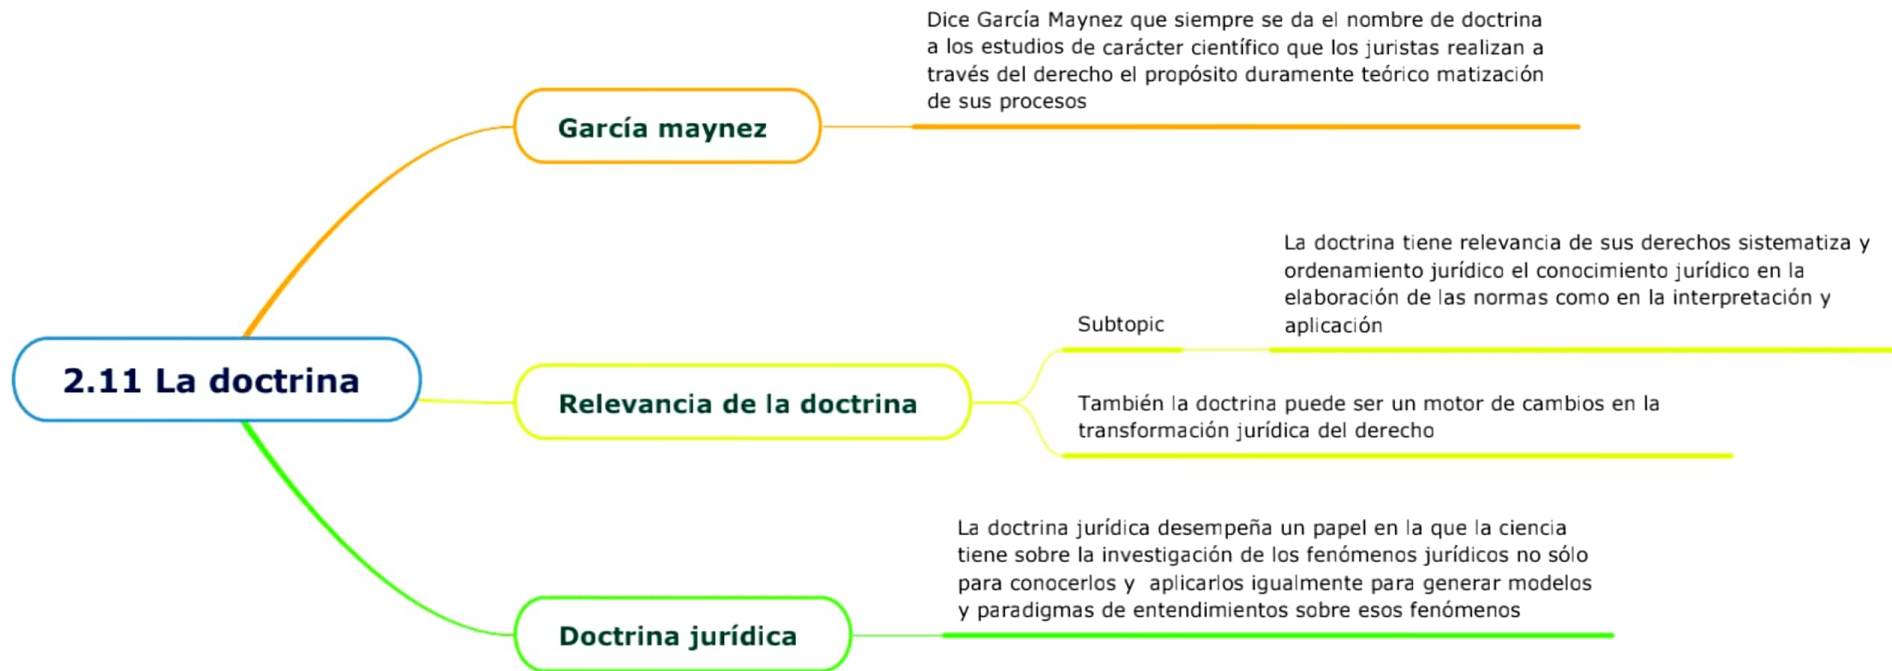 Dice García Maynez que siempre se da el nombre de doctrina
a los estudios de carácter científico que los juristas realizan a
través del derecho el propósito duramente teórico matización
de sus procesos
García maynez
La doctrina tiene relevancia de sus derechos sistematiza y
ordenamiento jurídico el conocimiento jurídico en la
elaboración de las normas como en la interpretación y
aplicación
Subtopic
2.11 La doctrina
Relevancia de la doctrina
También la doctrina puede ser un motor de cambios en la
transformación jurídica del derecho
La doctrina jurídica desempeña un papel en la que la ciencia
tiene sobre la investigación de los fenómenos jurídicos no sólo
para conocerlos y  aplicarlos igualmente para generar modelos
y paradigmas de entendimientos sobre esos fenómenos
Doctrina jurídica